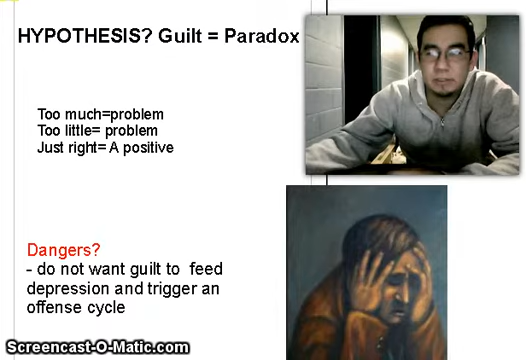 HYPOTHESIS? Guilt = Paradox
Too much=problem
Too little= problem
Just right= A positive
Dangers?
- do not want guilt to  feed
depression and trigger an
offense cycle
Screencast-O-Matic.com